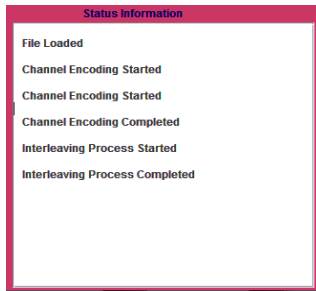 Status Information
File Loaded
Channel Encoding Started
Channel Encoding Started
Channel Encoding Completed
Interleaving Process Started
Interleaving Process Completed